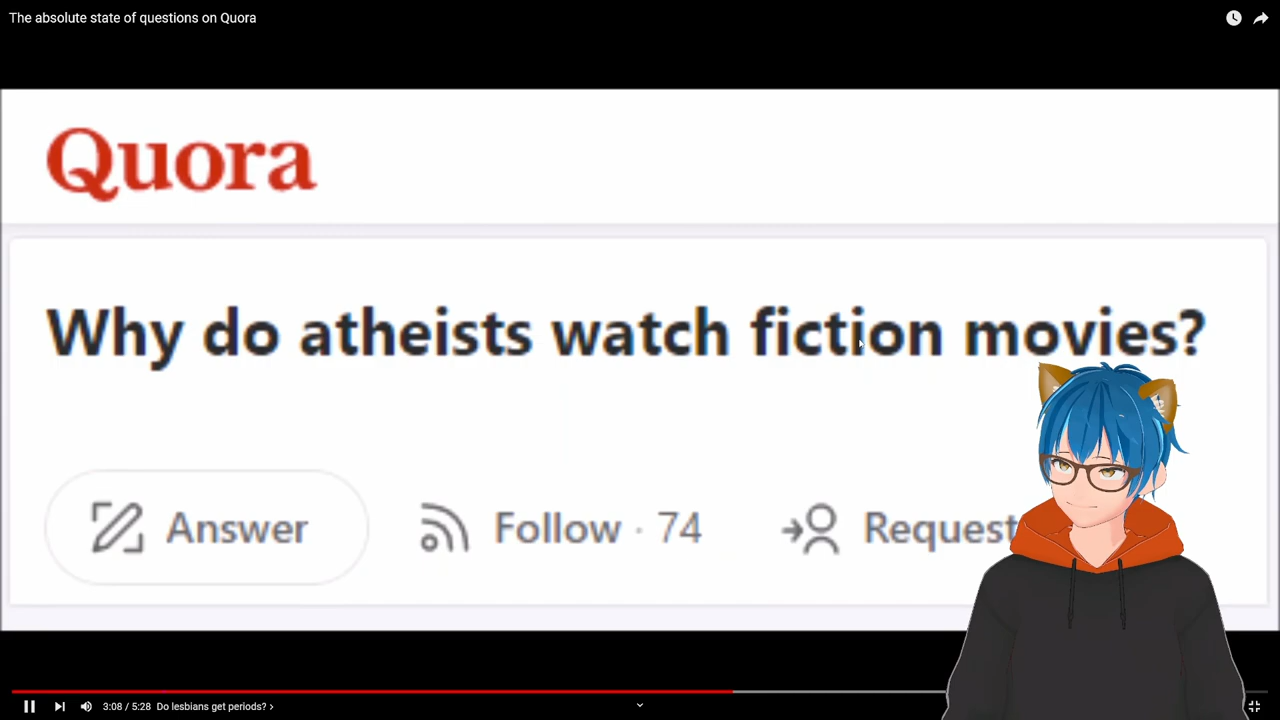 The absolute state of questions on Quora
Quora
Why do atheists watch fiction movies?
Answer
Follow · 74
Request
3:08 / 5:28 Do lesbians get periods? ›